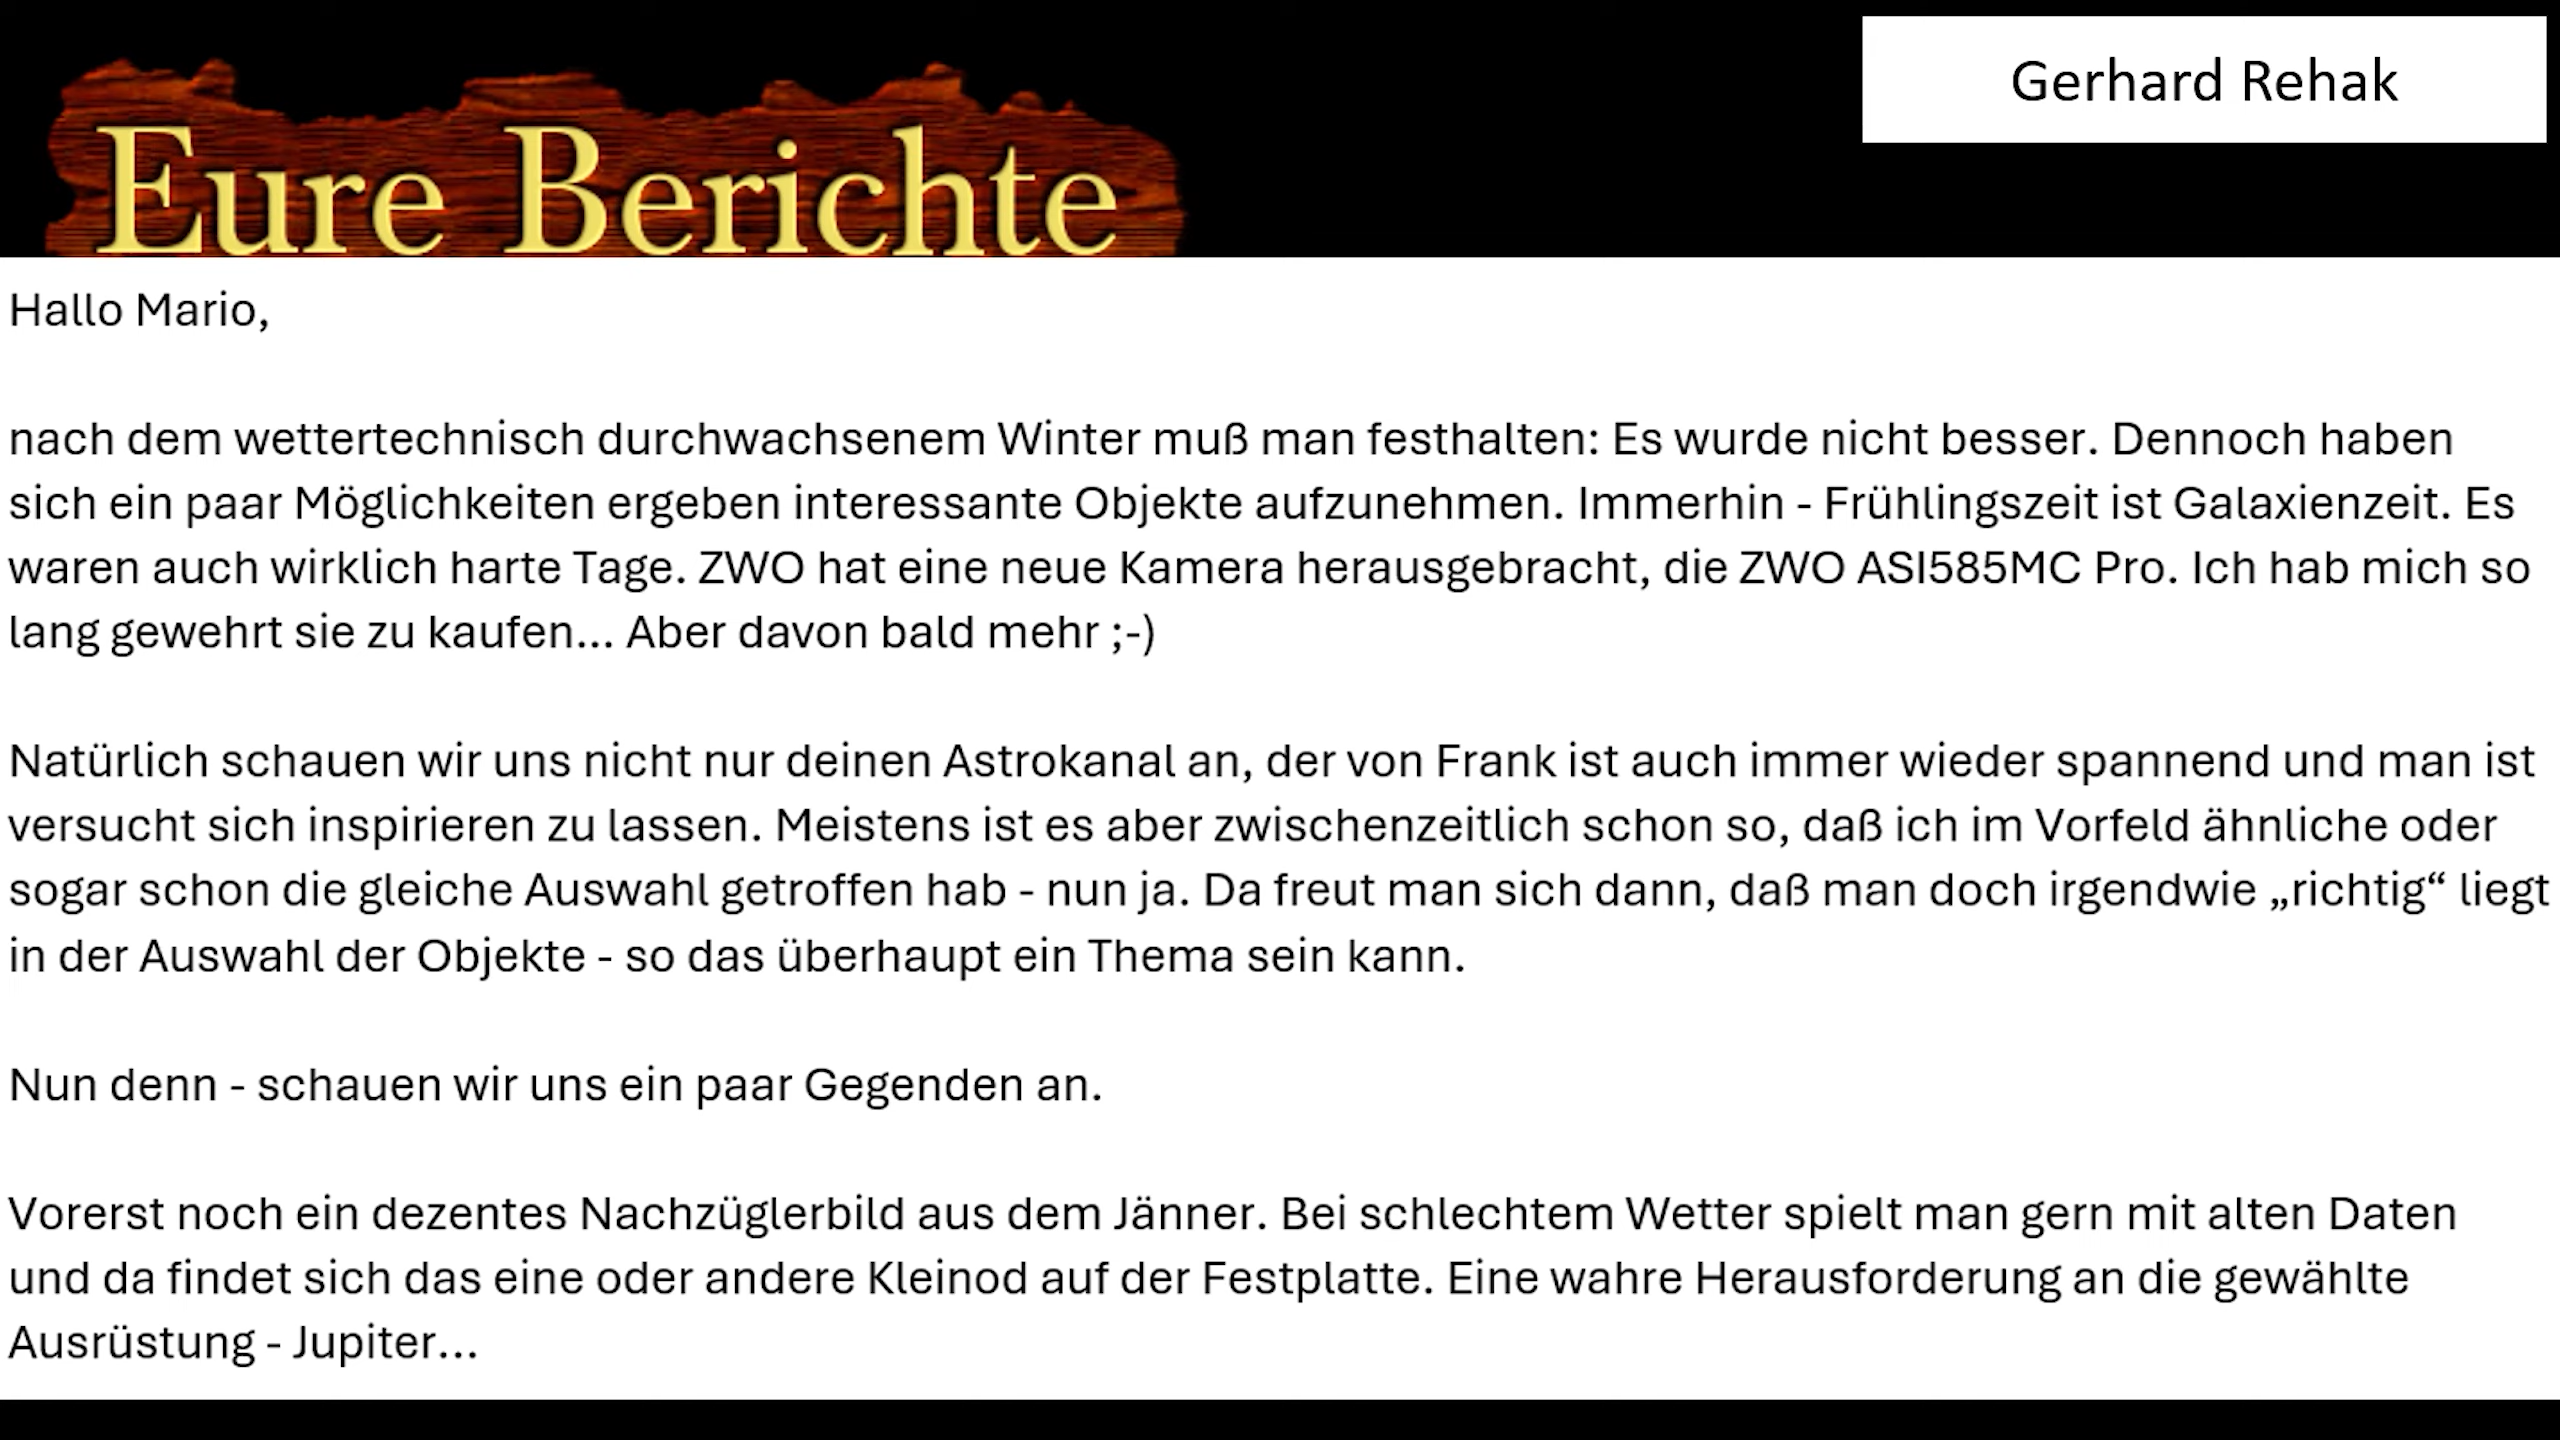 Gerhard Rehak
Eure Berichte
Hallo Mario,
nach dem wettertechnisch durchwachsenem Winter muß man festhalten: Es wurde nicht besser. Dennoch haben
sich ein paar Möglichkeiten ergeben interessante Objekte aufzunehmen. Immerhin - Frühlingszeit ist Galaxienzeit. Es
waren auch wirklich harte Tage. ZWO hat eine neue Kamera herausgebracht, die ZWO ASI585MC Pro. Ich hab mich so
lang gewehrt sie zu kaufen... Aber davon bald mehr ;-)
Natürlich schauen wir uns nicht nur deinen Astrokanal an, der von Frank ist auch immer wieder spannend und man ist
versucht sich inspirieren zu lassen. Meistens ist es aber zwischenzeitlich schon so, daß ich im Vorfeld ähnliche oder
sogar schon die gleiche Auswahl getroffen hab - nun ja. Da freut man sich dann, daß man doch irgendwie „richtig“ liegt
in der Auswahl der Objekte - so das überhaupt ein Thema sein kann.
Nun denn - schauen wir uns ein paar Gegenden an.
Vorerst noch ein dezentes Nachzüglerbild aus dem Jänner. Bei schlechtem Wetter spielt man gern mit alten Daten
und da findet sich das eine oder andere Kleinod auf der Festplatte. Eine wahre Herausforderung an die gewählte
Ausrüstung - Jupiter...